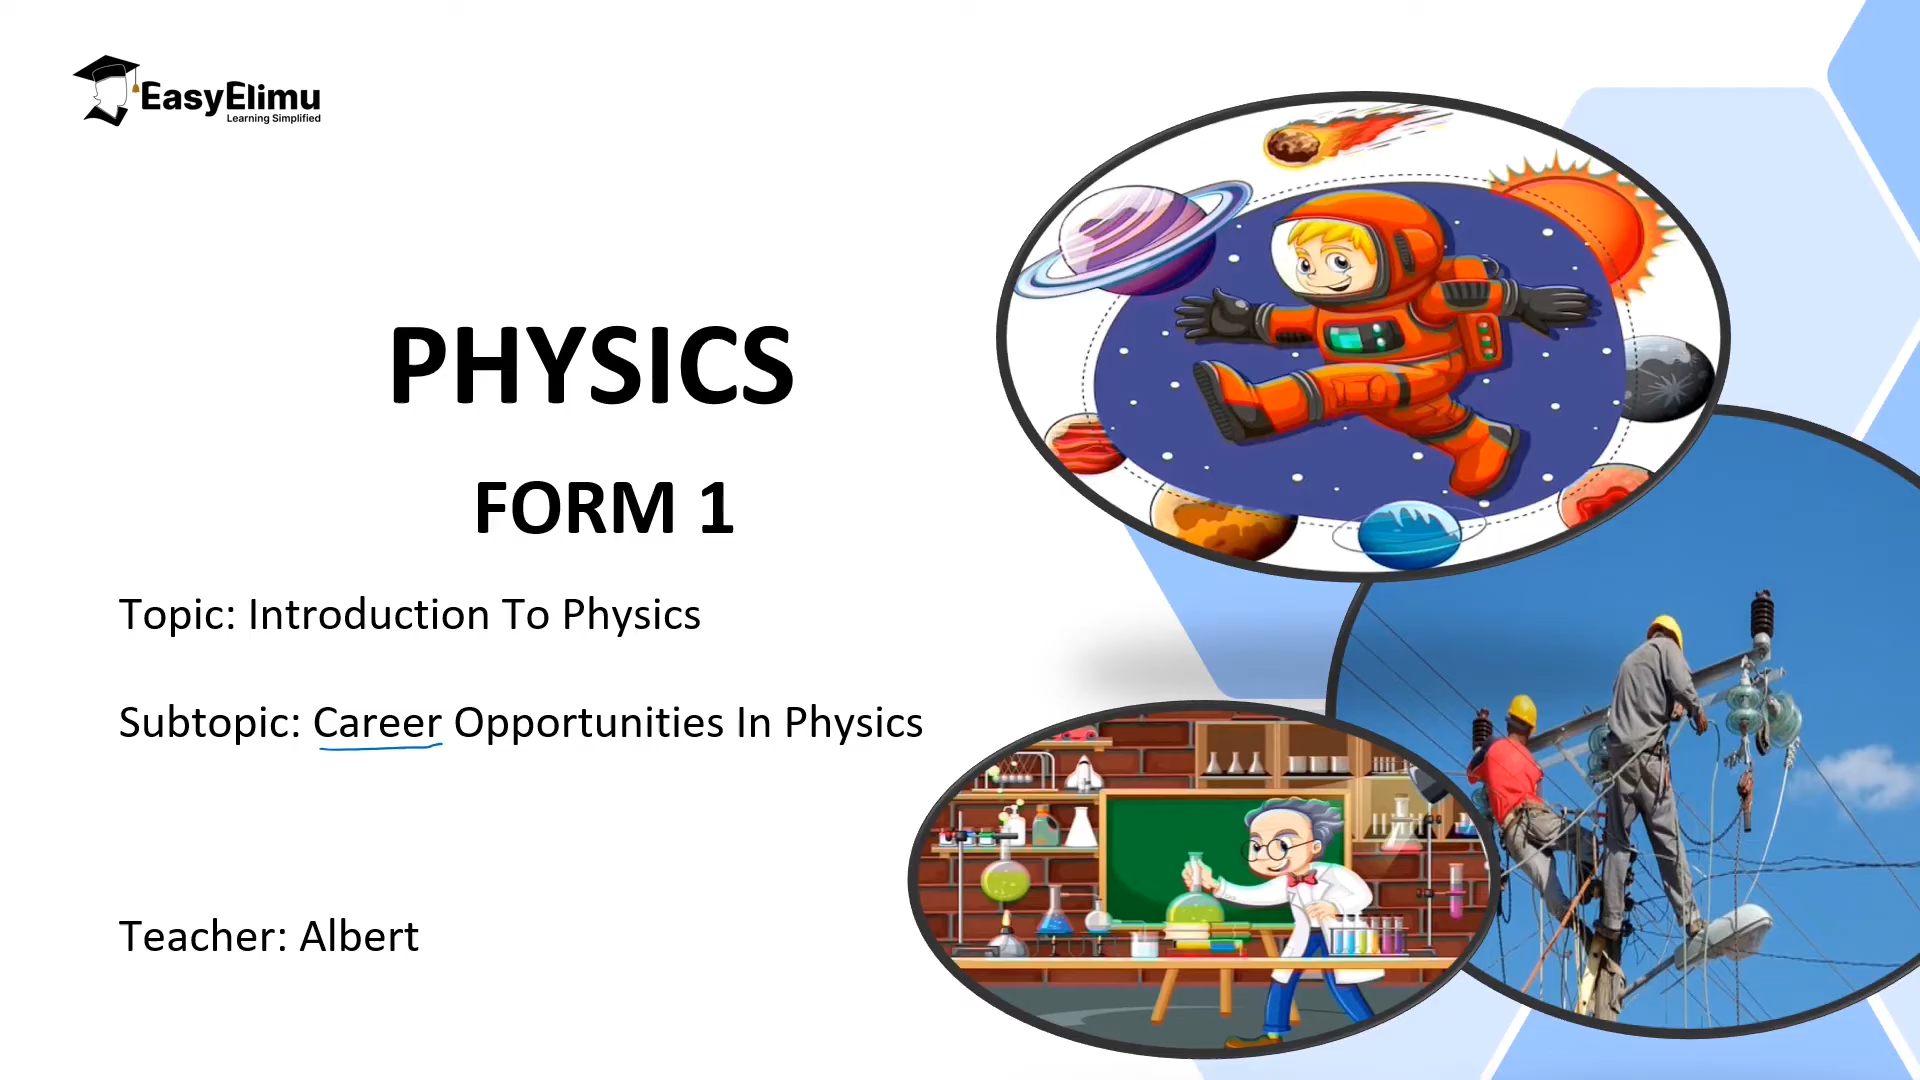 EasyElimu
Learning Simplified
PHYSICS
FORM 1
Topic: Introduction To Physics
Subtopic: Career Opportunities In Physics
Teacher: Albert